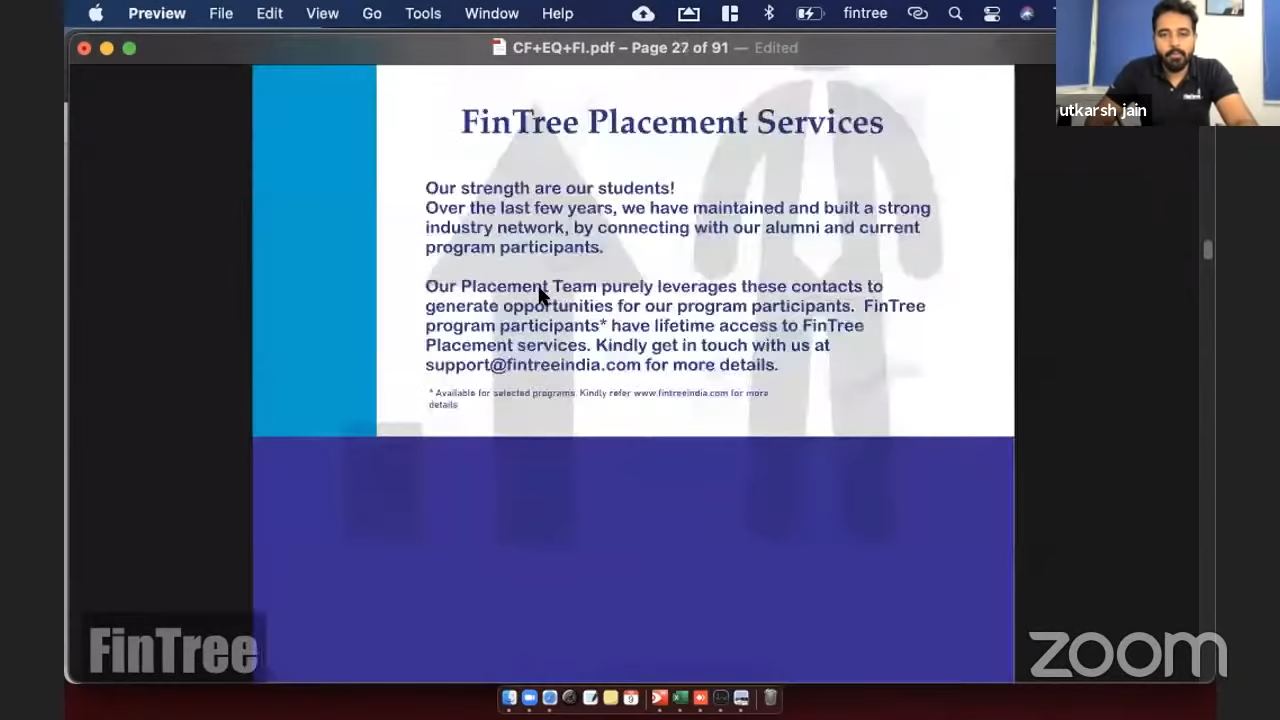 Preview File Edit View Go Tools Window Help fintree
CF+EQ+FI.pdf – Page 27 of 91 — Edited
utkarsh jain
FinTree Placement Services
Our strength are our students!
Over the last few years, we have maintained and built a strong
industry network, by connecting with our alumni and current
program participants.
Our Placement Team purely leverages these contacts to
generate opportunities for our program participants. FinTree
program participants* have lifetime access to FinTree
Placement services. Kindly get in touch with us at
support@fintreeindia.com for more details.
* Available for selected programs. Kindly refer www.fintreeindia.com for more
details
FinTree
zoom
9